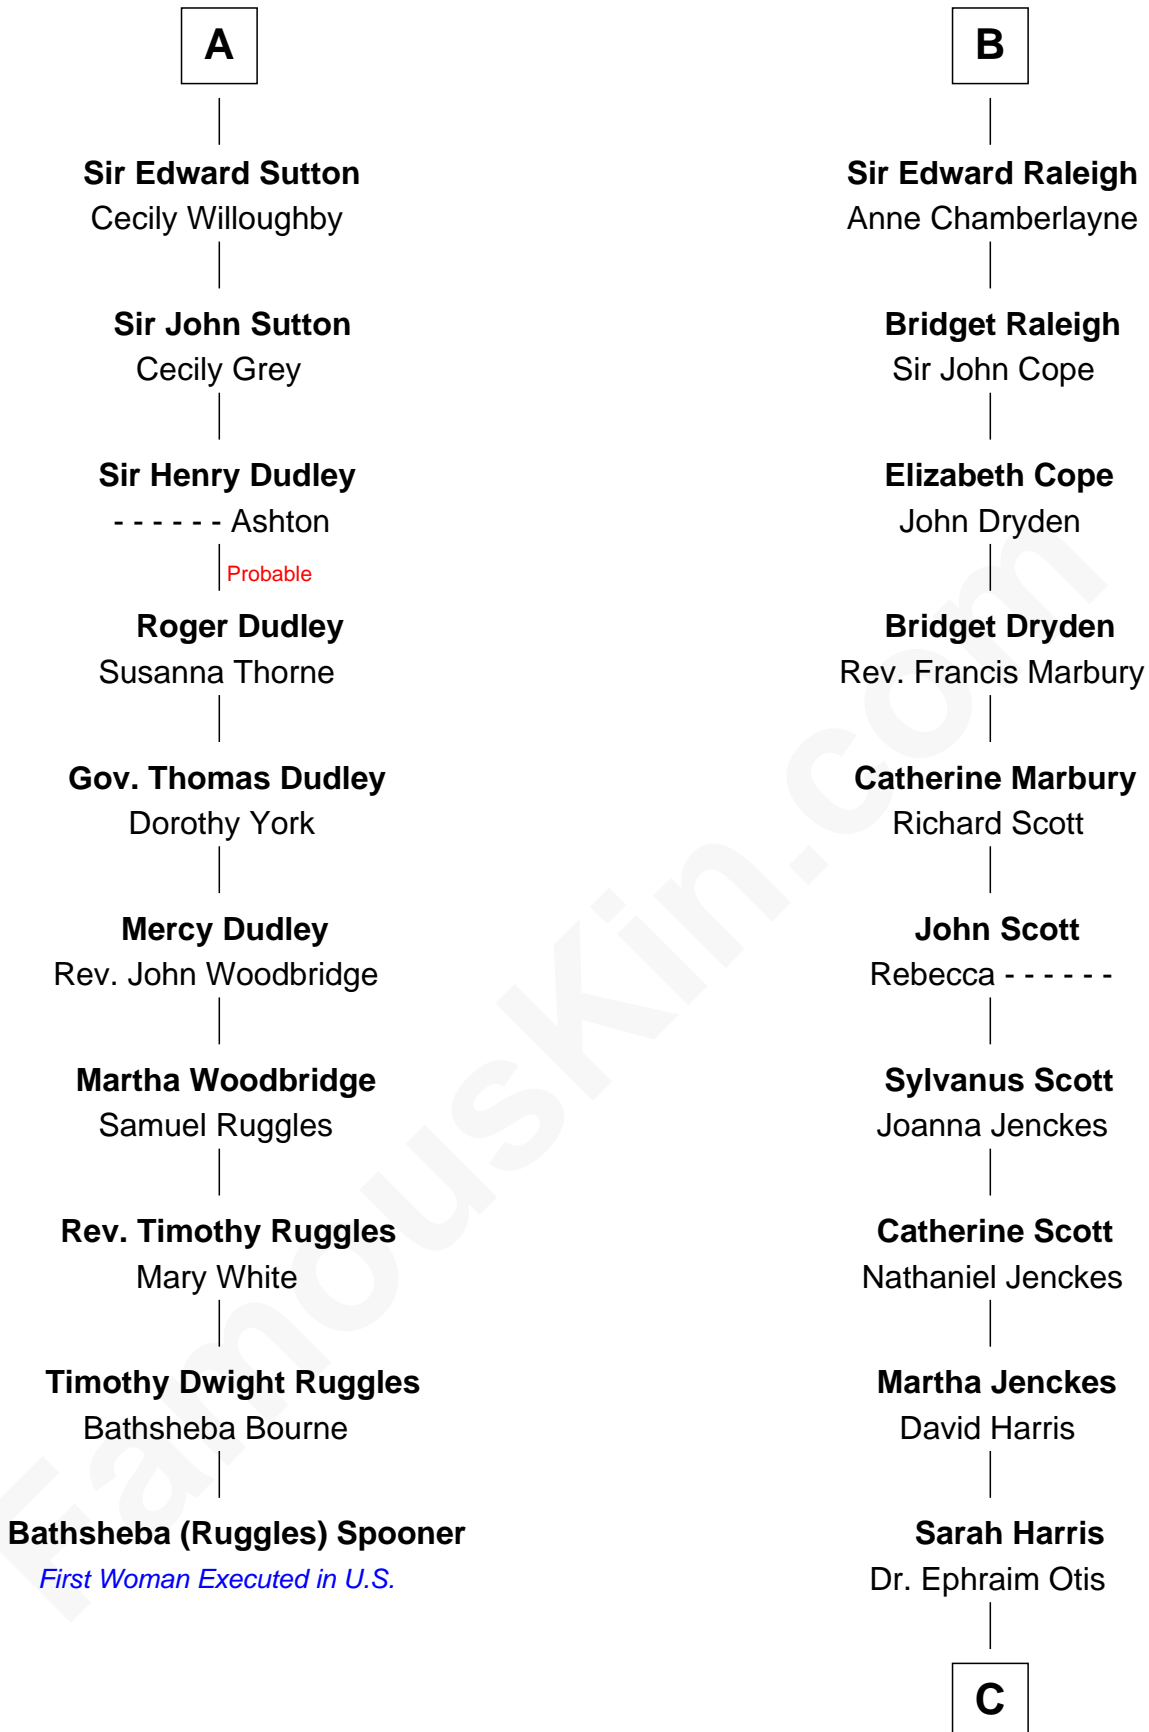 A
Sir Edward Sutton
Cecily Willoughby
Sir John Sutton
Cecily Grey
Sir Henry Dudley
- - - - - - Ashton
Probable
Roger Dudley
Susanna Thorne
Gov. Thomas Dudley
Dorothy York
Mercy Dudley
Rev. John Woodbridge
Martha Woodbridge
Samuel Ruggles
Rev. Timothy Ruggles
Mary White
Timothy Dwight Ruggles
Bathsheba Bourne
Bathsheba (Ruggles) Spooner
First Woman Executed in U.S.
B
Sir Edward Raleigh
Anne Chamberlayne
Bridget Raleigh
Sir John Cope
Elizabeth Cope
John Dryden
Bridget Dryden
Rev. Francis Marbury
Catherine Marbury
Richard Scott
John Scott
Rebecca - - - - - -
Sylvanus Scott
Joanna Jenckes
Catherine Scott
Nathaniel Jenckes
Martha Jenckes
David Harris
Sarah Harris
Dr. Ephraim Otis
C
FamousKin.com